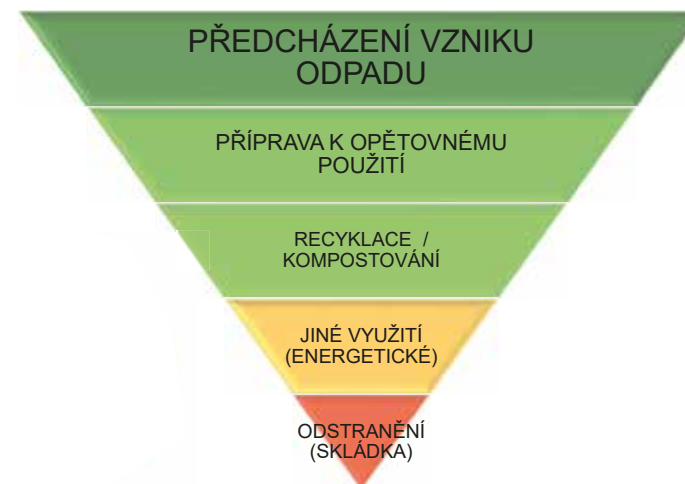 PŘEDCHÁZENÍ VZNIKU
ODPADU
PŘÍPRAVA K OPĚTOVNÉMU
POUŽITÍ
RECYKLACE /
KOMPOSTOVÁNÍ
JINÉ VYUŽITÍ
(ENERGETICKÉ)
ODSTRANĚNÍ
(SKLÁDKA)